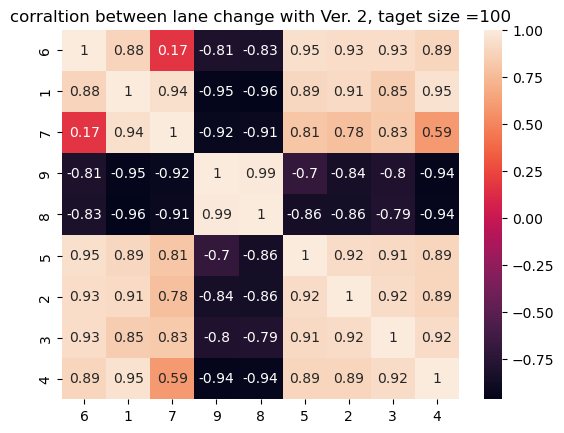 corraltion between lane change with Ver. 2, taget size =100
6 1 0.88 0.17 -0.81 -0.83 0.95 0.93 0.93 0.89
1 0.88 1 0.94 -0.95 -0.96 0.89 0.91 0.85 0.95
7 0.17 0.94 1 -0.92 -0.91 0.81 0.78 0.83 0.59
9 -0.81 -0.95 -0.92 1 0.99 -0.7 -0.84 -0.8 -0.94
8 -0.83 -0.96 -0.91 0.99 1 -0.86 -0.86 -0.79 -0.94
5 0.95 0.89 0.81 -0.7 -0.86 1 0.92 0.91 0.89
2 0.93 0.91 0.78 -0.84 -0.86 0.92 1 0.92 0.89
3 0.93 0.85 0.83 -0.8 -0.79 0.91 0.92 1 0.92
4 0.89 0.95 0.59 -0.94 -0.94 0.89 0.89 0.92 1
6 1 7 9 8 5 2 3 4
1.00
0.75
0.50
0.25
0.00
−0.25
−0.50
−0.75